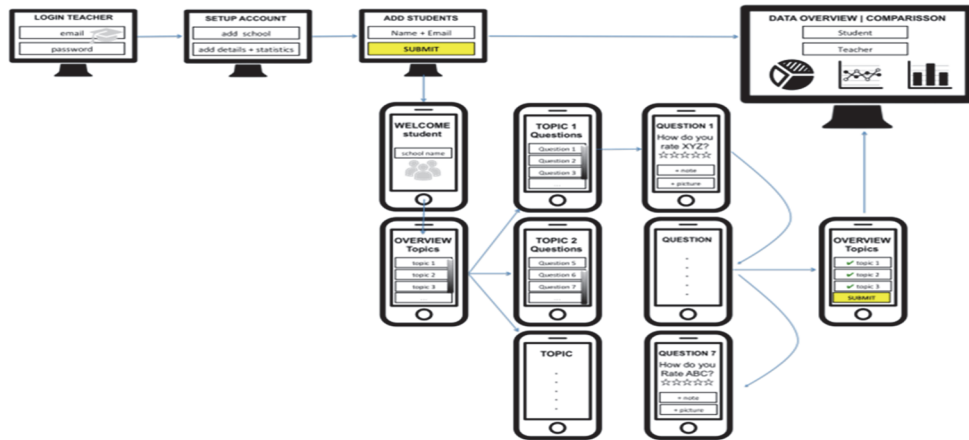 LOGIN TEACHER
email
password
SETUP ACCOUNT
add school
add details + statistics
ADD STUDENTS
Name + Email
SUBMIT
DATA OVERVIEW | COMPARISSON
Student
Teacher
WELCOME
student
school name
TOPIC 1
Questions
Question 1
Question 2
Question 3
QUESTION 1
How do you
rate XYZ?
+ note
+ picture
OVERVIEW
Topics
topic 1
topic 2
topic 3
TOPIC 2
Questions
Question 5
Question 6
Question 7
QUESTION
OVERVIEW
Topics
topic 1
topic 2
topic 3
SUBMIT
TOPIC
QUESTION 7
How do you
Rate ABC?
+ note
+ picture